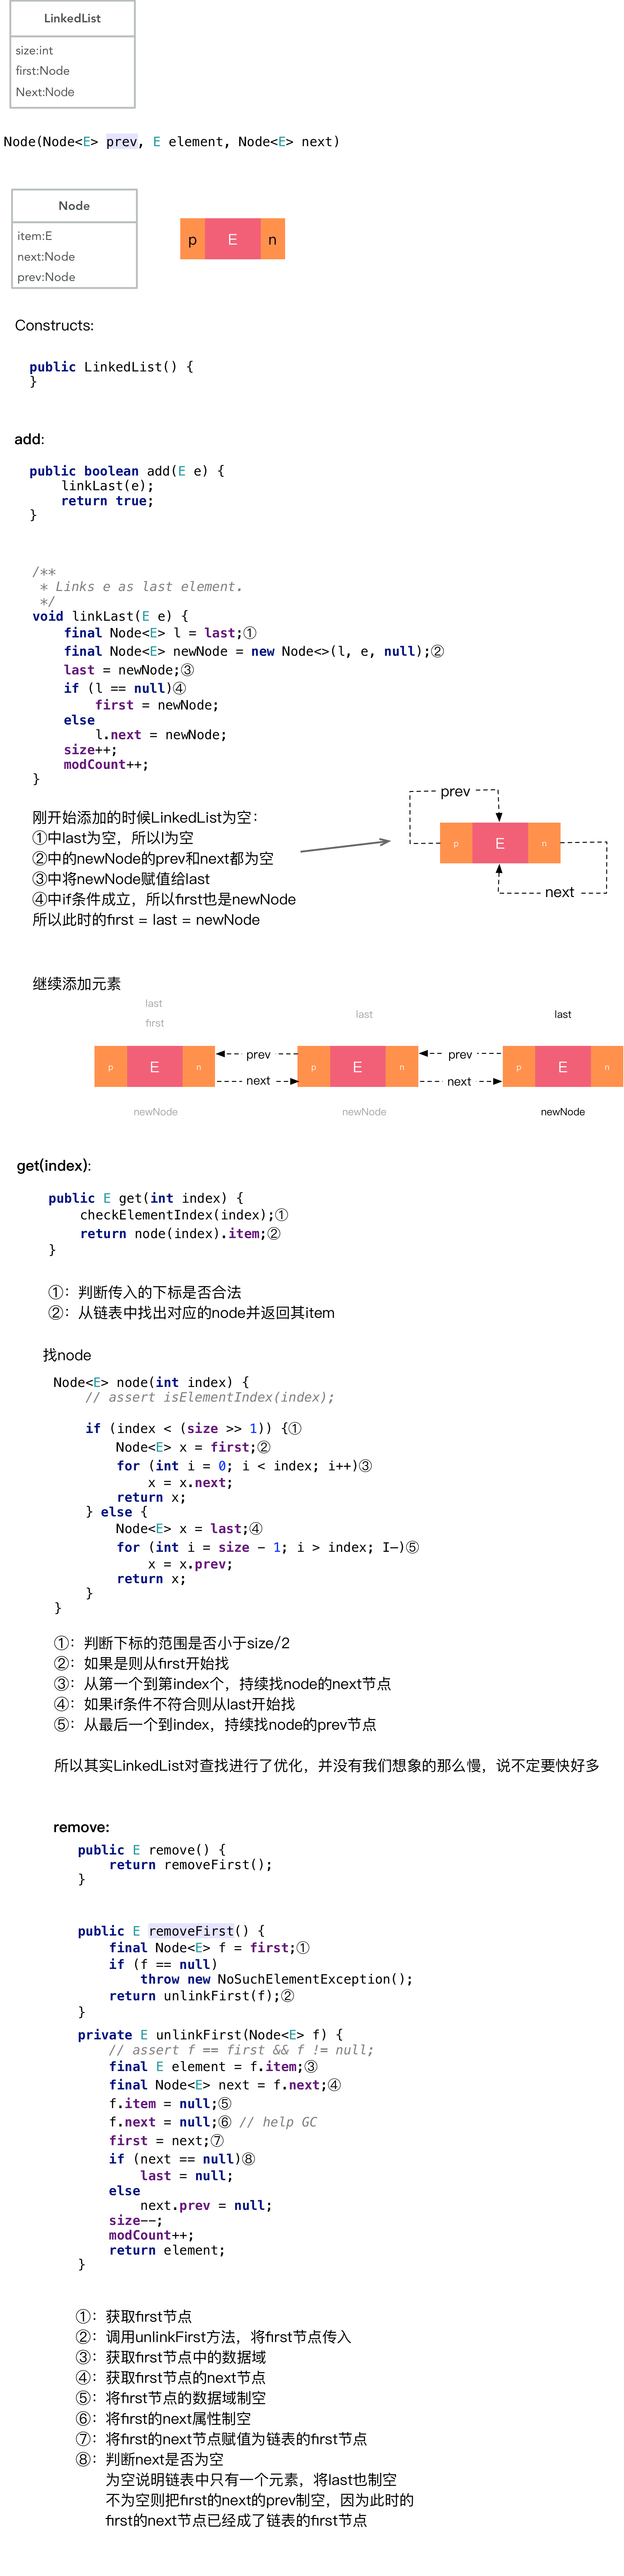 LinkedList
size:int
first:Node
Next:Node
Node(Node<E> prev, E element, Node<E> next)
Node
item:E
next:Node
prev:Node
p E n
Constructs:
public LinkedList() {
}
add:
public boolean add(E e) {
linkLast(e);
return true;
}
/**
* Links e as last element.
*/
void linkLast(E e) {
final Node<E> l = last;①
final Node<E> newNode = new Node<>(l, e, null);②
last = newNode;③
if (l == null)④
first = newNode;
else
l.next = newNode;
size++;
modCount++;
}
刚开始添加的时候LinkedList为空：
①中last为空，所以l为空
②中的newNode的prev和next都为空
③中将newNode赋值给last
④中if条件成立，所以first也是newNode
所以此时的first = last = newNode
prev
p E n
next
继续添加元素
last
first
last
last
p E n
prev
next
p E n
prev
next
p E n
newNode
newNode
newNode
get(index):
public E get(int index) {
checkElementIndex(index);①
return node(index).item;②
}
①：判断传入的下标是否合法
②：从链表中找出对应的node并返回其item
找node
Node<E> node(int index) {
// assert isElementIndex(index);
if (index < (size >> 1)) {①
Node<E> x = first;②
for (int i = 0; i < index; i++)③
x = x.next;
return x;
} else {
Node<E> x = last;④
for (int i = size - 1; i > index; I—)⑤
x = x.prev;
return x;
}
}
①：判断下标的范围是否小于size/2
②：如果是则从first开始找
③：从第一个到第index个，持续找node的next节点
④：如果if条件不符合则从last开始找
⑤：从最后一个到index，持续找node的prev节点
所以其实LinkedList对查找进行了优化，并没有我们想象的那么慢，说不定要快好多
remove:
public E remove() {
return removeFirst();
}
public E removeFirst() {
final Node<E> f = first;①
if (f == null)
throw new NoSuchElementException();
return unlinkFirst(f);②
}
private E unlinkFirst(Node<E> f) {
// assert f == first && f != null;
final E element = f.item;③
final Node<E> next = f.next;④
f.item = null;⑤
f.next = null;⑥ // help GC
first = next;⑦
if (next == null)⑧
last = null;
else
next.prev = null;
size--;
modCount++;
return element;
}
①：获取first节点
②：调用unlinkFirst方法，将first节点传入
③：获取first节点中的数据域
④：获取first节点的next节点
⑤：将first节点的数据域制空
⑥：将first的next属性制空
⑦：将first的next节点赋值为链表的first节点
⑧：判断next是否为空
为空说明链表中只有一个元素，将last也制空
不为空则把first的next的prev制空，因为此时的
first的next节点已经成了链表的first节点